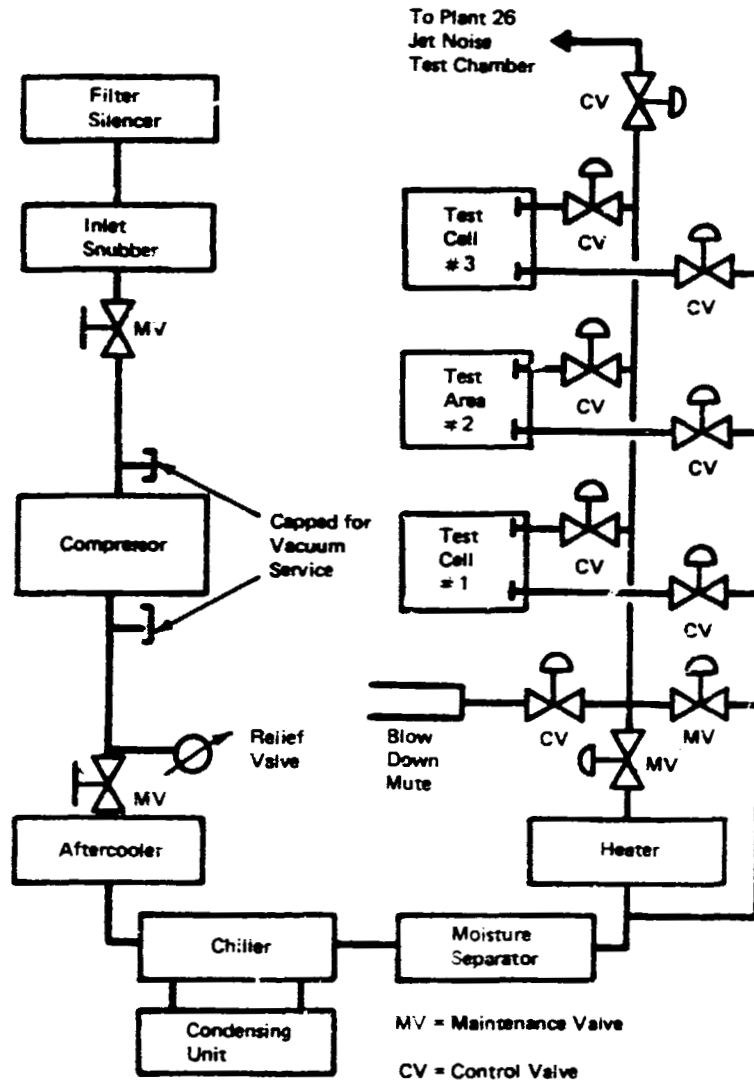 To Plant 26
Jet Noise
Test Chamber
CV
Filter
Silencer
Inlet
Snubber
MV
Test
Cell
#3
CV
CV
Test
Area
#2
CV
CV
Compressor
Capped for
Vacuum
Service
Test
Cell
#1
CV
CV
Relief
Valve
MV
Blow
Down
Mute
CV
MV
MV
Aftercooler
Heater
Chiller
Moisture
Separator
Condensing
Unit
MV = Maintenance Valve
CV = Control Valve